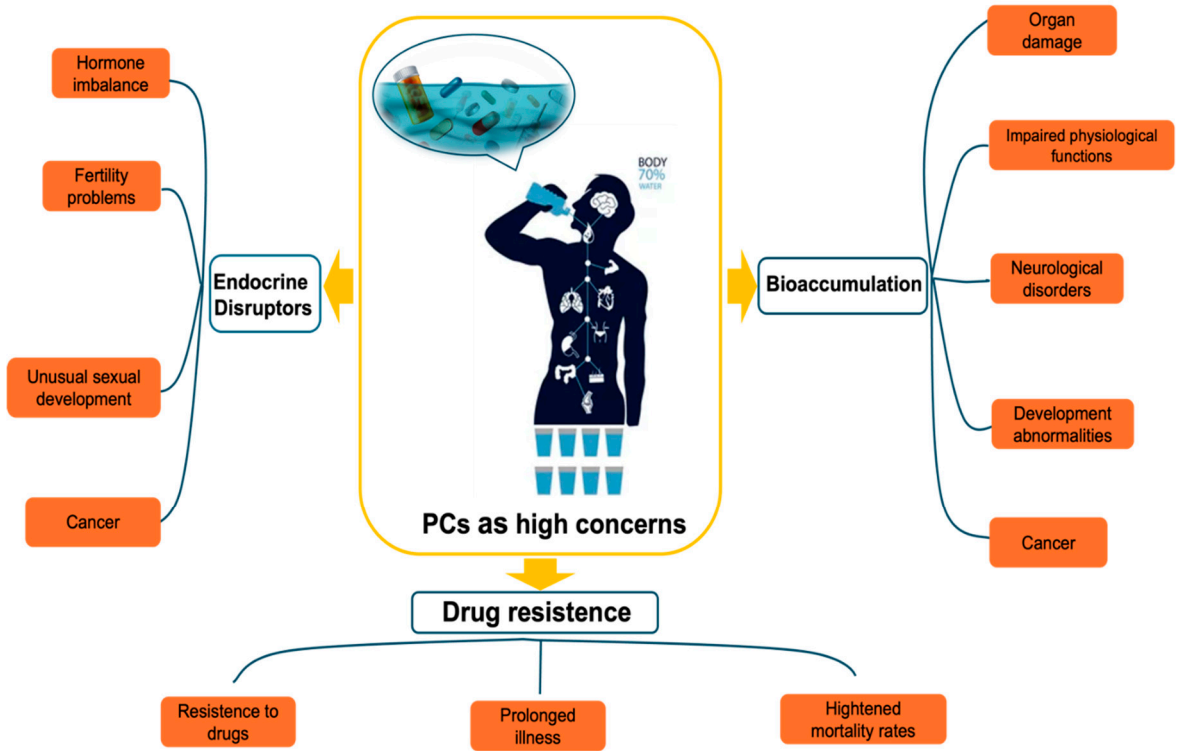 Hormone
imbalance
Fertility
problems
Unusual sexual
development
Cancer
Endocrine
Disruptors
BODY
70%
WATER
PCs as high concerns
Bioaccumulation
Organ
damage
Impaired physiological
functions
Neurological
disorders
Development
abnormalities
Cancer
Drug resistence
Resistence to
drugs
Prolonged
illness
Hightened
mortality rates